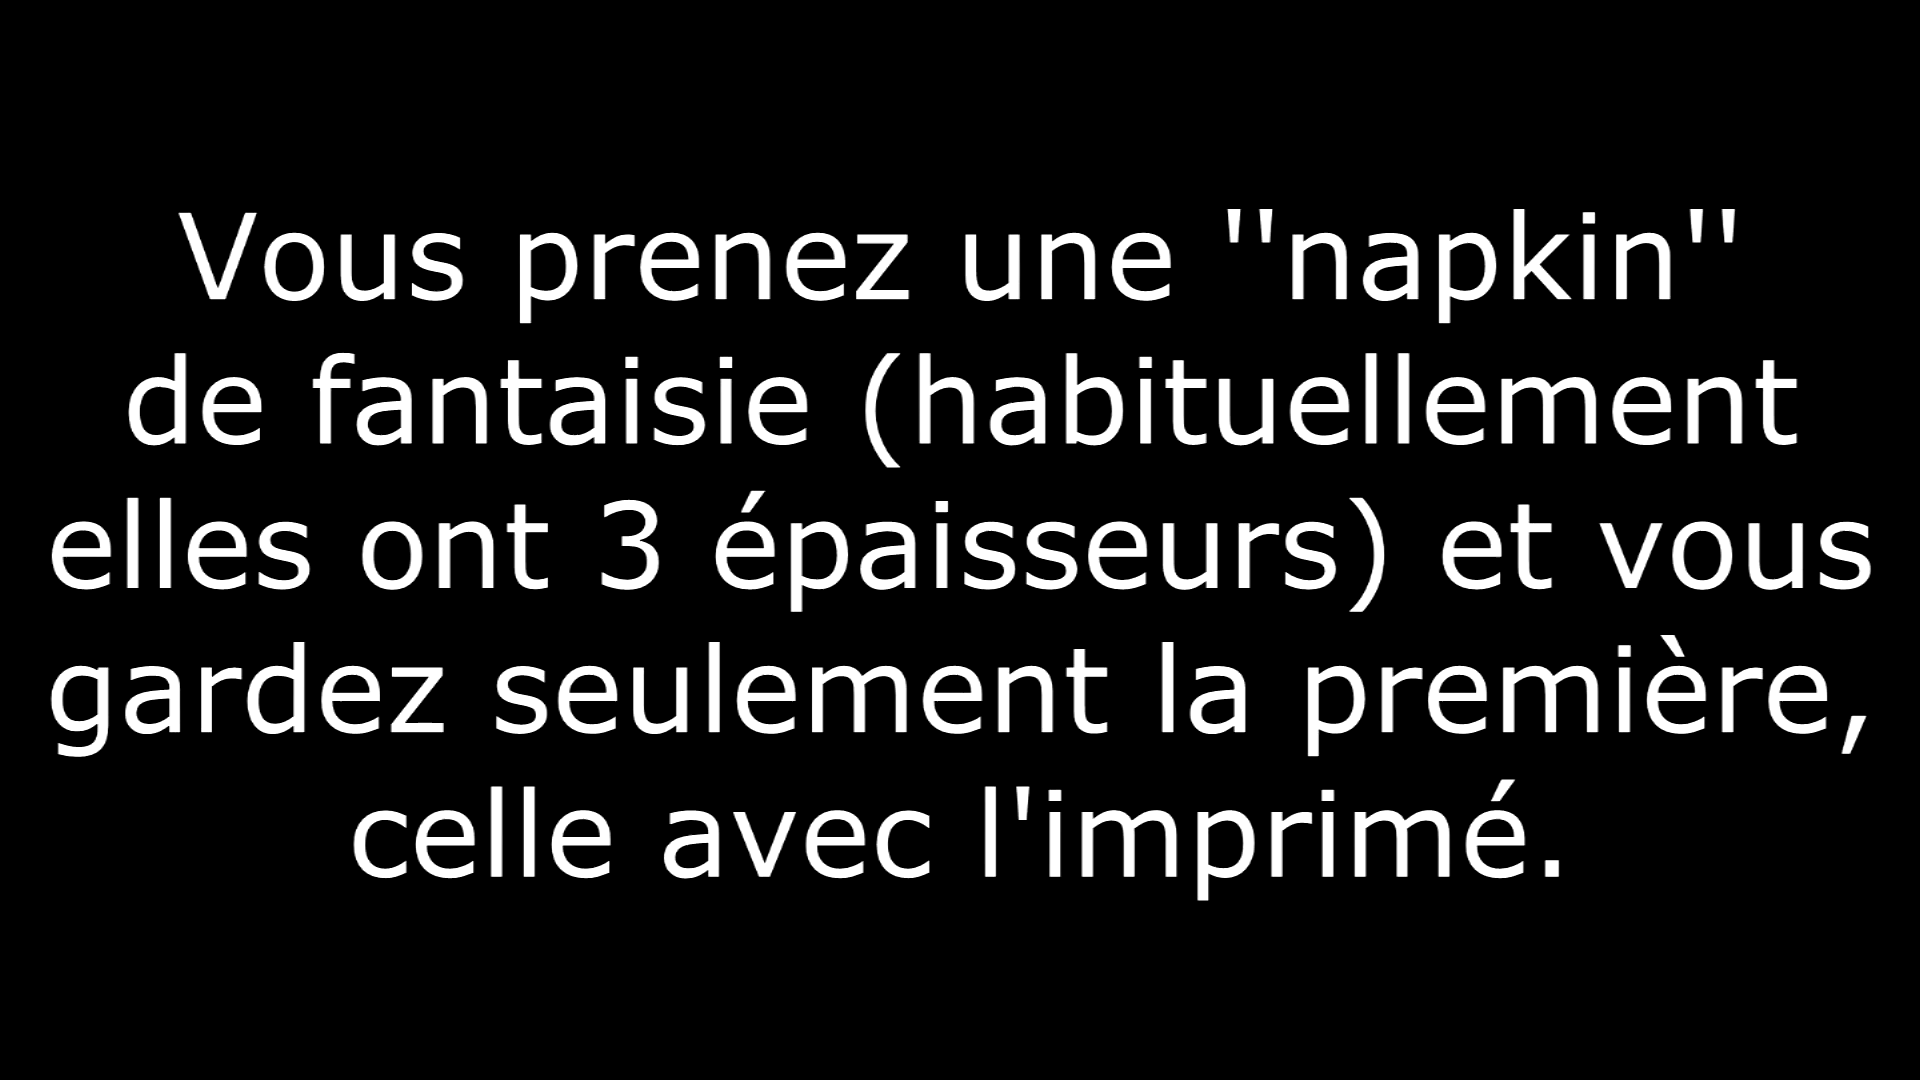 Vous prenez une ''napkin''
de fantaisie (habituellement
elles ont 3 épaisseurs) et vous
gardez seulement la première,
celle avec l'imprimé.